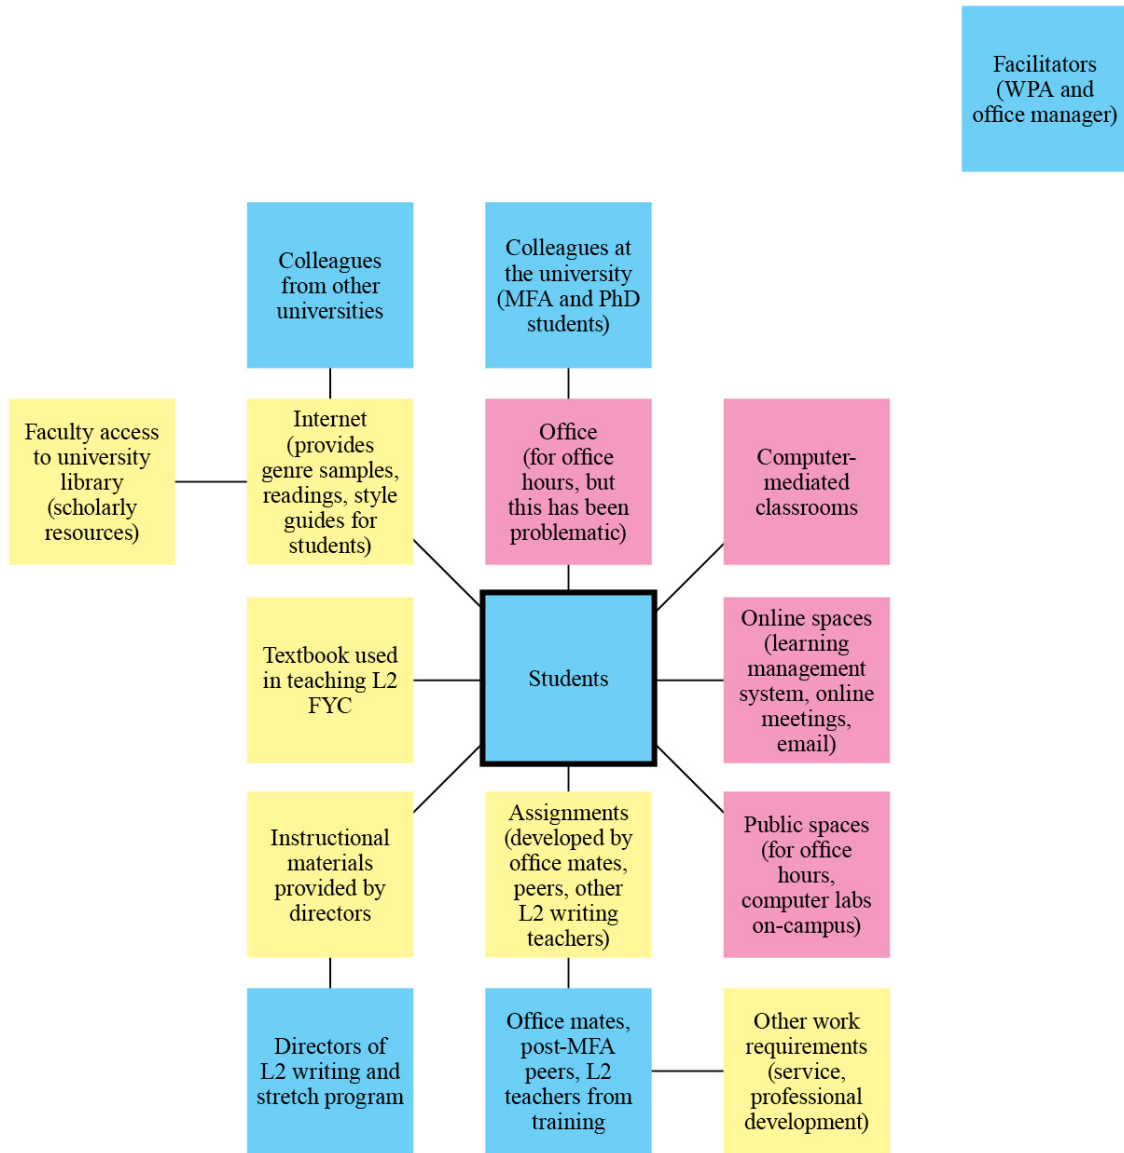 Facilitators
(WPA and
office manager)
Colleagues
from other
universities
Colleagues at
the university
(MFA and PhD
students)
Faculty access
to university
library
(scholarly
resources)
Internet
(provides
genre samples,
readings, style
guides for
students)
Office
(for office
hours, but
this has been
problematic)
Computer-
mediated
classrooms
Textbook used
in teaching L2
FYC
Students
Online spaces
(learning
management
system, online
meetings,
email)
Instructional
materials
provided by
directors
Assignments
(developed by
office mates,
peers, other
L2 writing
teachers)
Public spaces
(for office
hours,
computer labs
on-campus)
Directors of
L2 writing and
stretch program
Office mates,
post-MFA
peers, L2
teachers from
training
Other work
requirements
(service,
professional
development)